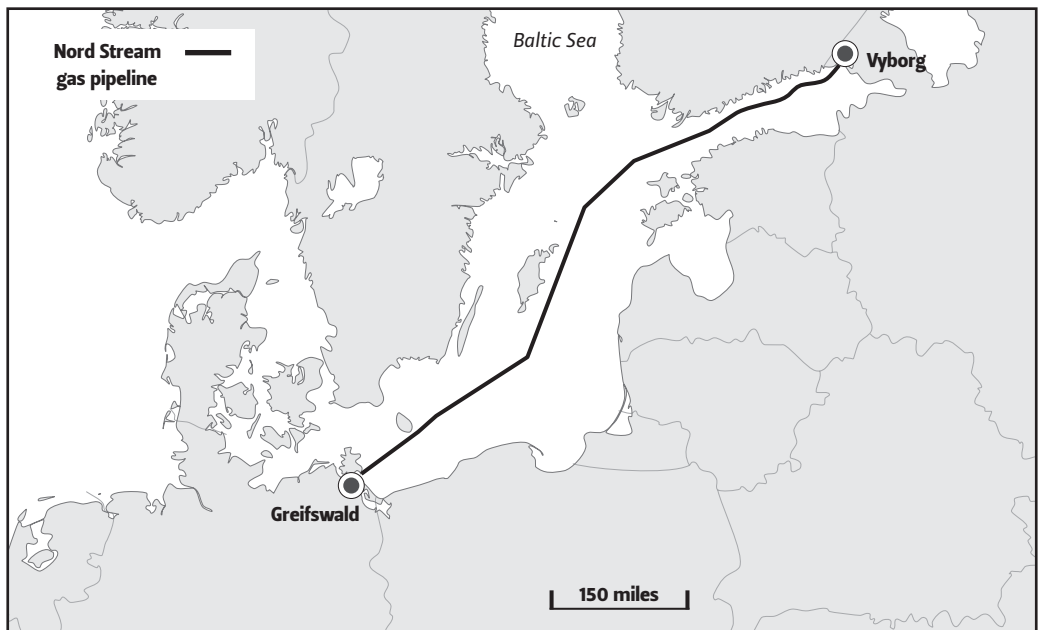 Nord Stream
gas pipeline
Baltic Sea
Vyborg
Greifswald
150 miles